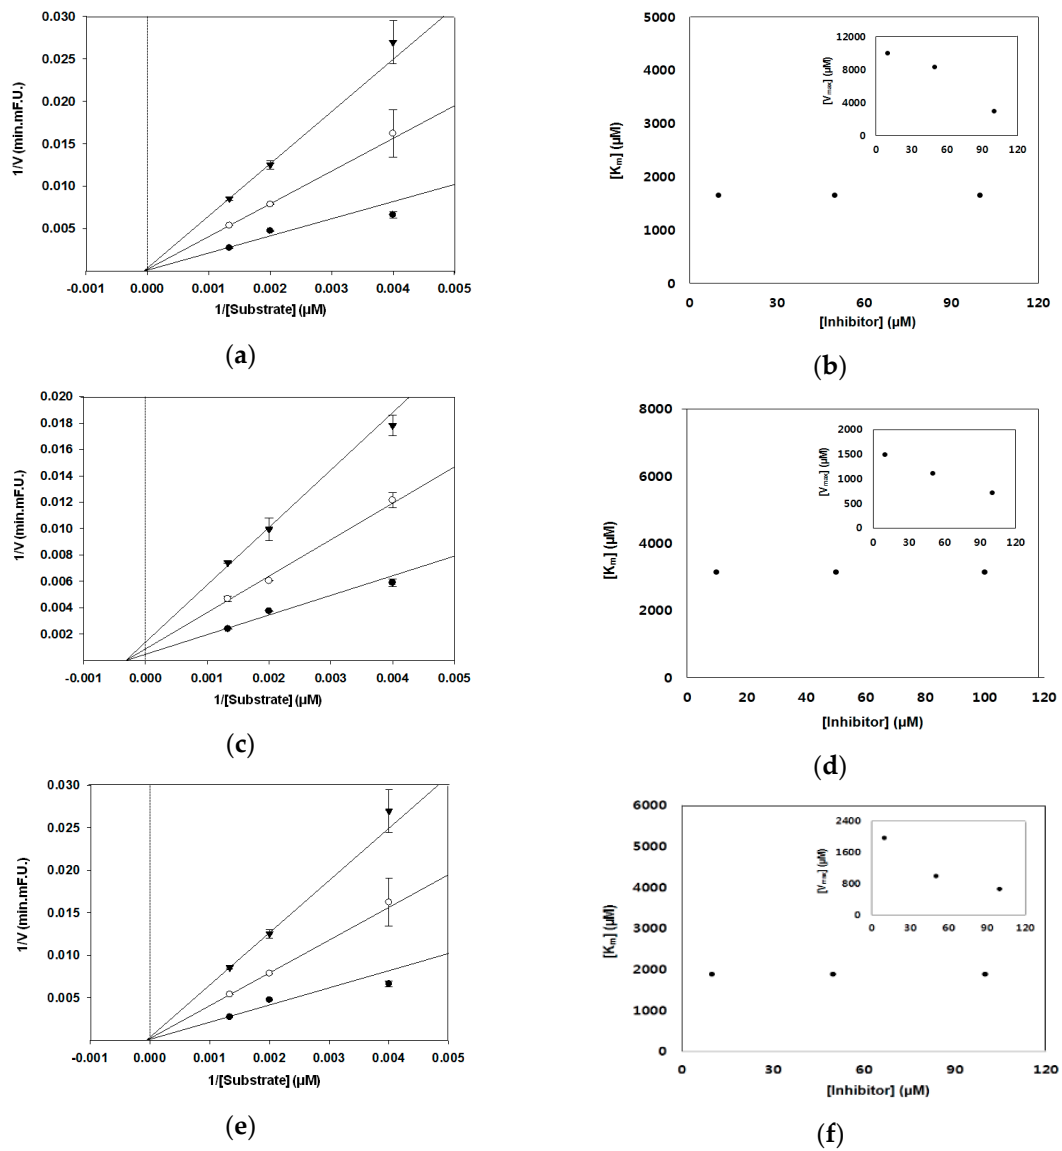 0.030
0.025
0.020
0.015
0.010
0.005
1/V (min.mF.U.)
-0.001 0.000 0.001 0.002 0.003 0.004 0.005
1/[Substrate] (µM)
(a)
5000
4000
3000
2000
1000
0
[Km] (µM)
0 30 60 90 120
[Inhibitor] (µM)
12000
8000
4000
0
[Vmax] (µM)
0 30 60 90 120
(b)
0.020
0.018
0.016
0.014
0.012
0.010
0.008
0.006
0.004
0.002
1/V (min.mF.U.)
-0.001 0.000 0.001 0.002 0.003 0.004 0.005
1/[Substrate] (µM)
(c)
8000
6000
4000
2000
0
[Km] (µM)
0 20 40 60 80 100 120
[Inhibitor] (µM)
2000
1500
1000
500
0
[Vmax] (µM)
0 30 60 90 120
(d)
0.030
0.025
0.020
0.015
0.010
0.005
1/V (min.mF.U.)
-0.001 0.000 0.001 0.002 0.003 0.004 0.005
1/[Substrate] (µM)
(e)
6000
5000
4000
3000
2000
1000
0
[Km] (µM)
0 30 60 90 120
[Inhibitor] (µM)
2400
1600
800
0
[Vmax] (µM)
0 30 60 90 120
(f)